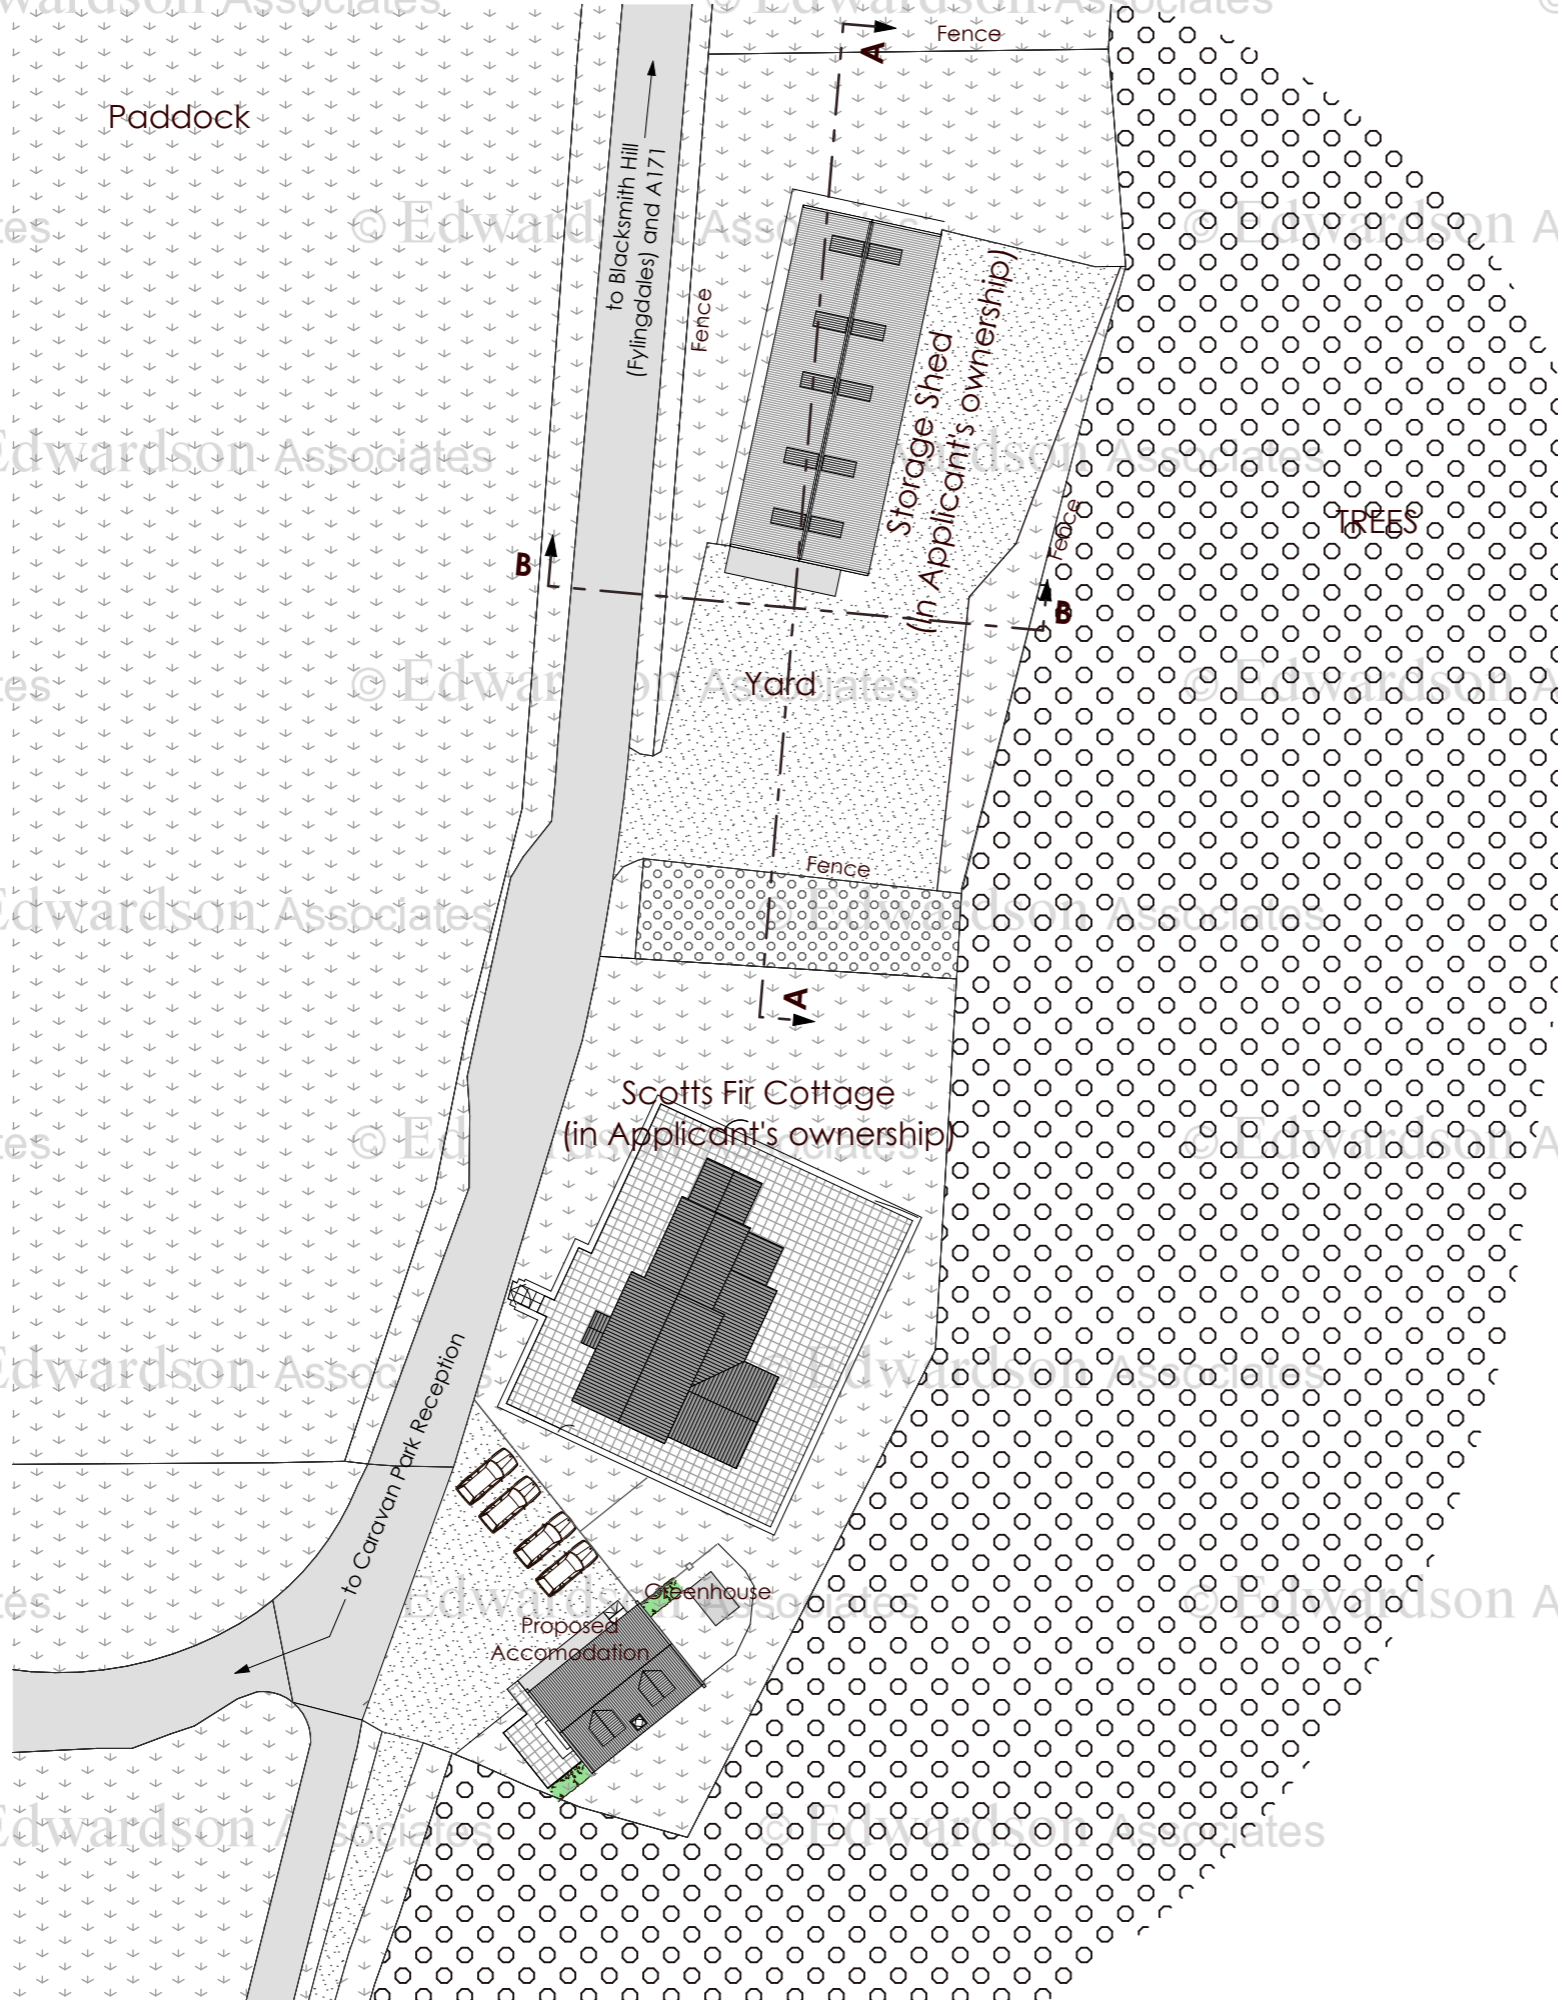 Fence
A
Paddock
to Blacksmith Hill
(Fylingdales) and A171
Fence
Storage Shed
(In Applicant's ownership)
Fence
TREES
B
B
Yard
Fence
A
Scotts Fir Cottage
(in Applicant's ownership)
to Caravan Park Reception
Greenhouse
Proposed
Accomodation
© Edwardson Associates